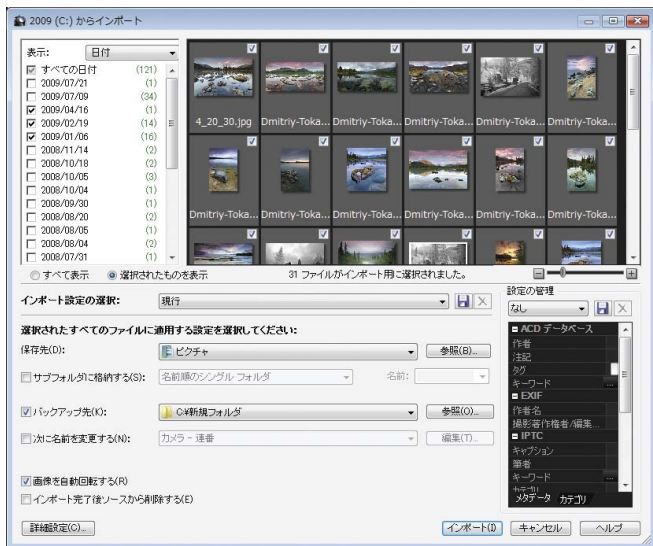 2009 (C:) からインポート
表示: 日付
すべての日付 (121)
2009/07/21 (1)
2009/07/09 (34)
2009/04/16 (1)
2009/02/19 (14)
2009/01/06 (16)
2008/11/14 (2)
2008/10/18 (2)
2008/10/05 (3)
2008/10/04 (1)
2008/09/30 (1)
2008/08/20 (2)
2008/08/05 (1)
2008/08/04 (2)
2008/07/31 (1)
4_20_30.jpg Dmitriy-Toka... Dmitriy-Toka... Dmitriy-Toka... Dmitriy-Toka... Dmitriy-Toka...
Dmitriy-Toka... Dmitriy-Toka... Dmitriy-Toka... Dmitriy-Toka... Dmitriy-Toka... Dmitriy-Toka...
すべて表示 選択されたものを表示 31 ファイルがインポート用に選択されました。
インポート設定の選択: 現行
選択されたすべてのファイルに適用する設定を選択してください:
保存先(D): ピクチャ 参照(B)...
サブフォルダに格納する(S): 名前順のシングル フォルダ 名前:
バックアップ先(K): C:¥新規フォルダ 参照(O)...
次に名前を変更する(N): カメラ - 連番 編集(T)...
画像を自動回転する(R)
インポート完了後ソースから削除する(E)
設定の管理
なし
ACD データベース
作者
注記
タグ
キーワード ...
EXIF
作者名
撮影著作権者/編集...
IPTC
キャプション
筆者
キーワード ...
カテゴリ
メタデータ カテゴリ
詳細設定(C)... インポート(I) キャンセル ヘルプ